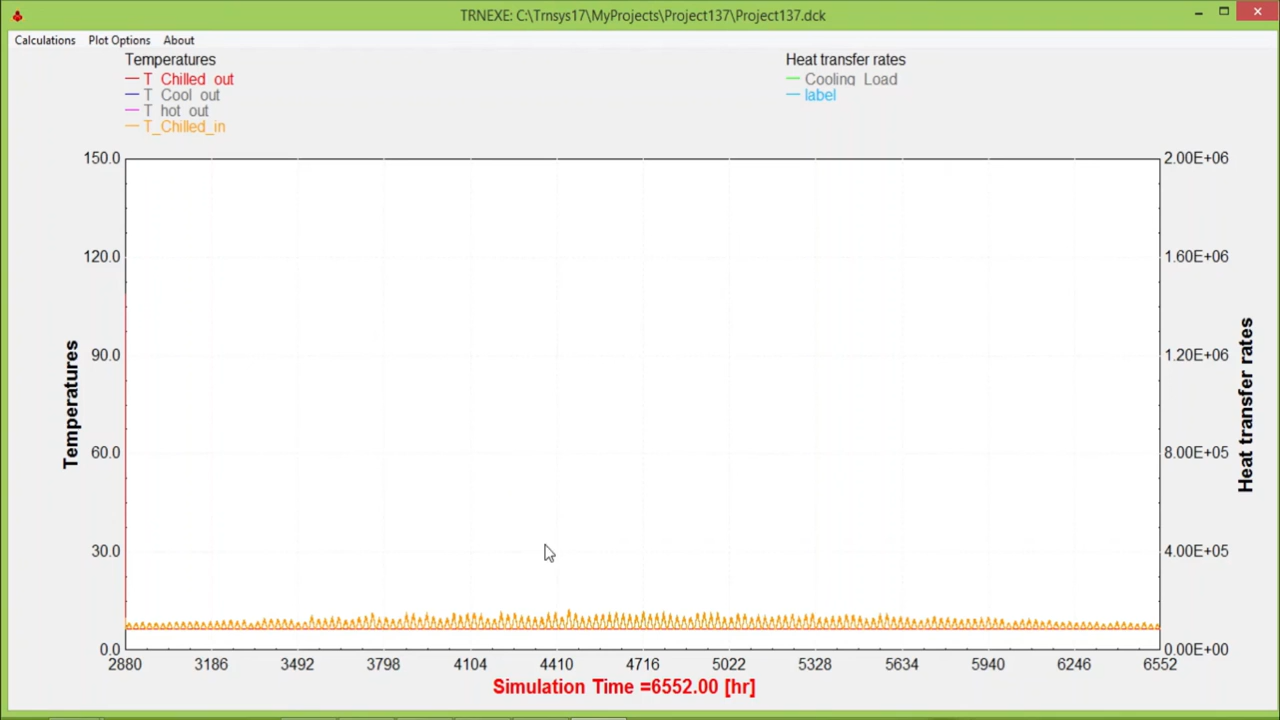 TRNEXE: C:\Trnsys17\MyProjects\Project137\Project137.dck
Calculations Plot Options About
Temperatures
T_Chilled_out
T_Cool_out
T_hot_out
T_Chilled_in
Heat transfer rates
Cooling_Load
label
150.0
120.0
90.0
60.0
30.0
0.0
Temperatures
2.00E+06
1.60E+06
1.20E+06
8.00E+05
4.00E+05
0.00E+00
Heat transfer rates
2880 3186 3492 3798 4104 4410 4716 5022 5328 5634 5940 6246 6552
Simulation Time =6552.00 [hr]